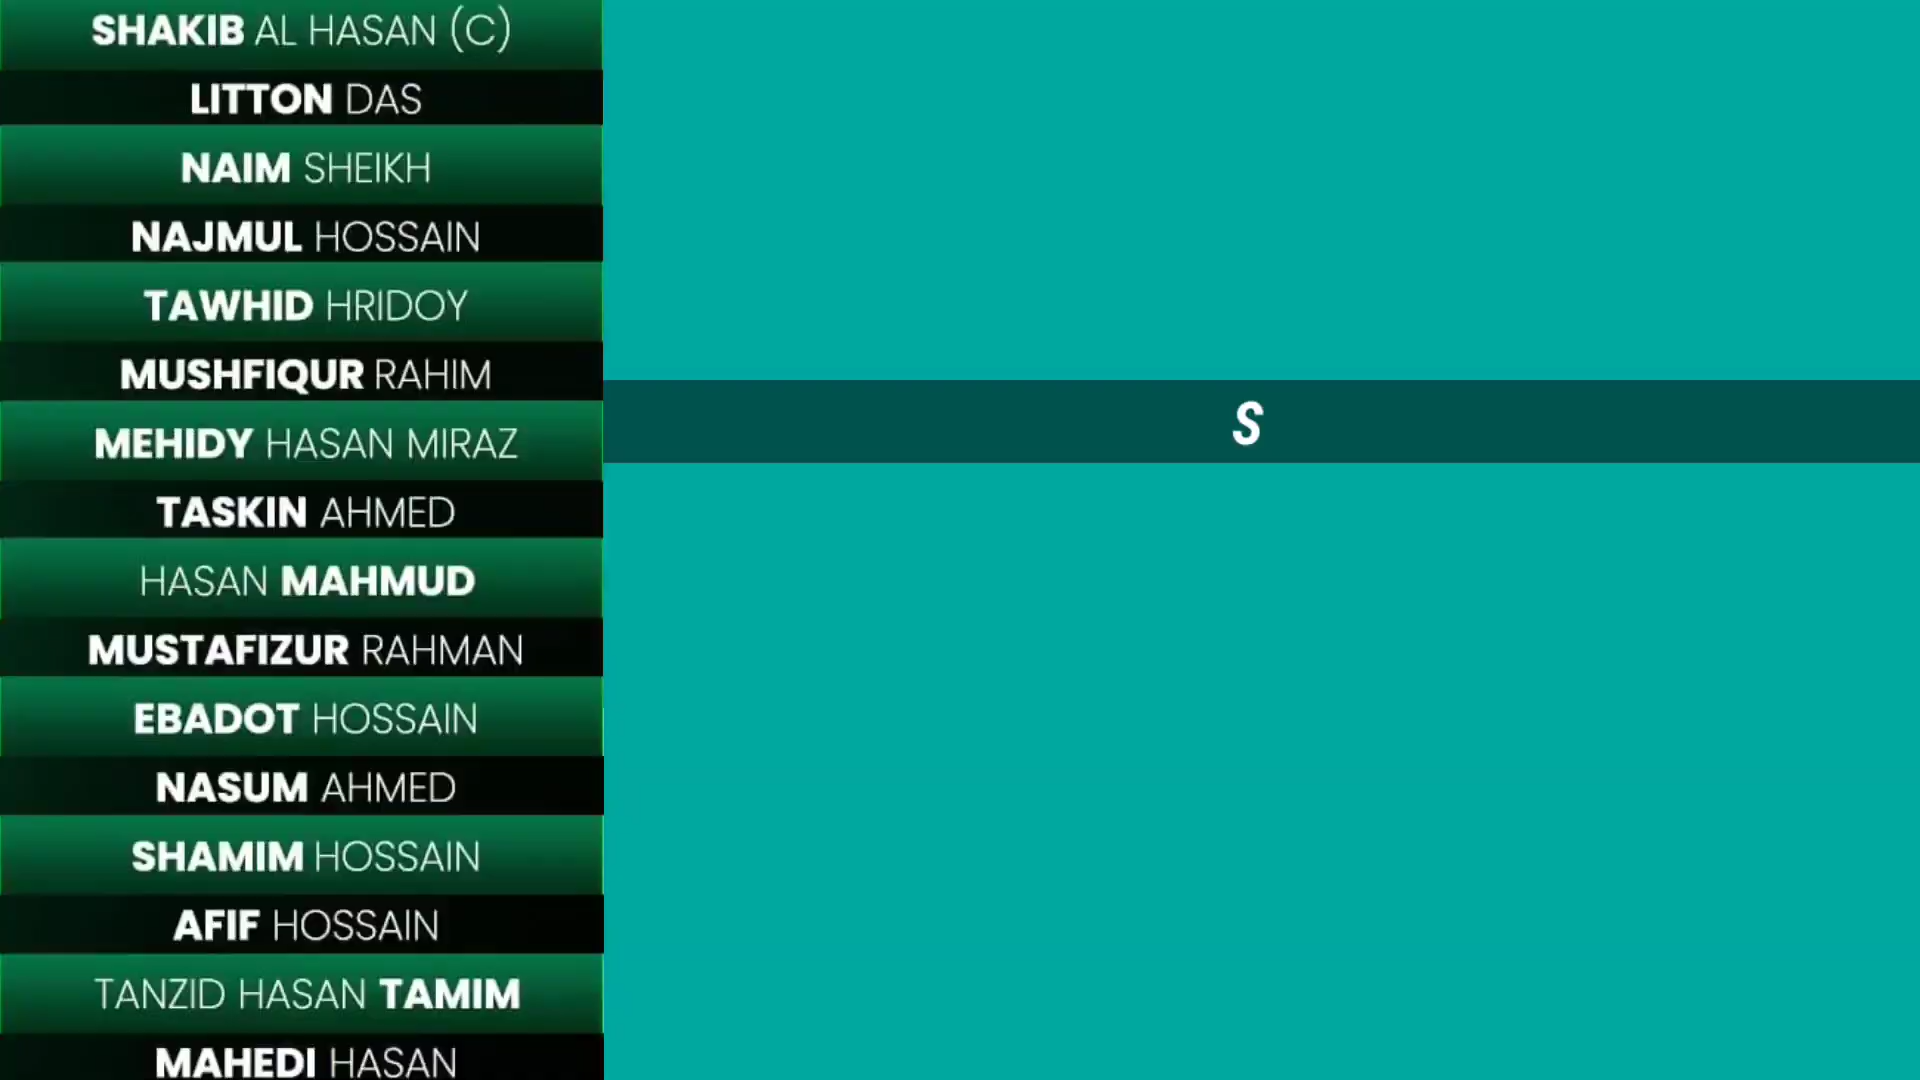 SHAKIB AL HASAN (C)
LITTON DAS
NAIM SHEIKH
NAJMUL HOSSAIN
TAWHID HRIDOY
MUSHFIQUR RAHIM
MEHIDY HASAN MIRAZ
TASKIN AHMED
HASAN MAHMUD
MUSTAFIZUR RAHMAN
EBADOT HOSSAIN
NASUM AHMED
SHAMIM HOSSAIN
AFIF HOSSAIN
TANZID HASAN TAMIM
MAHEDI HASAN
S